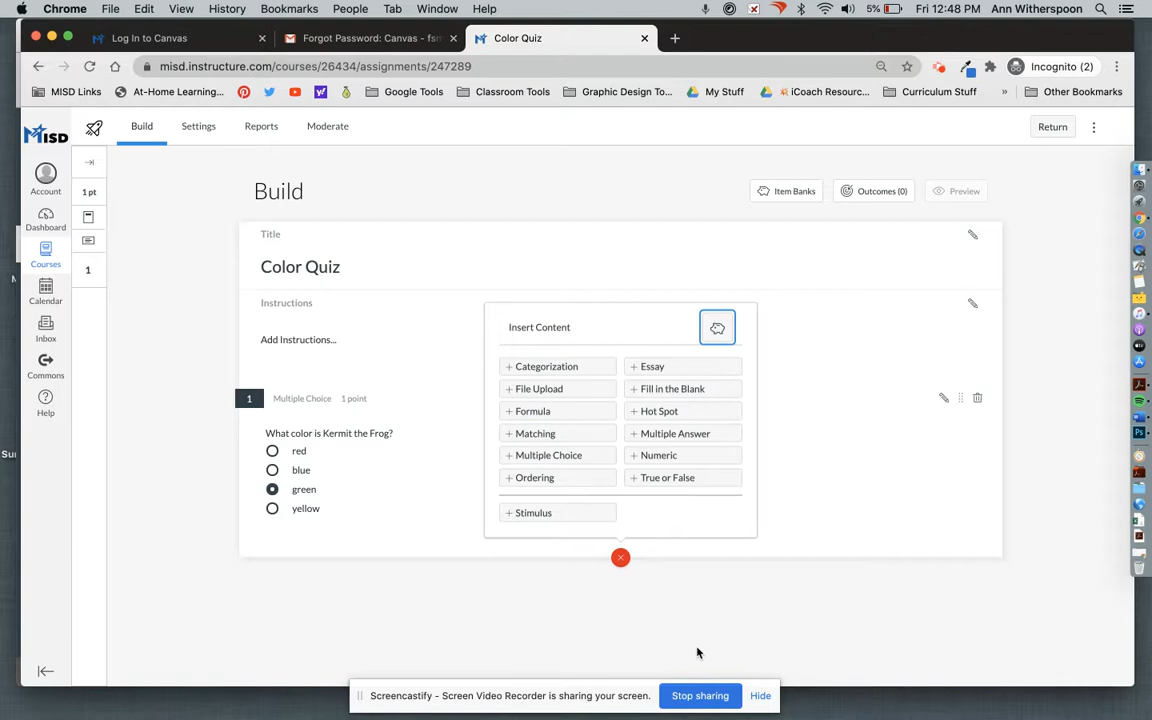 Chrome File Edit View History Bookmarks People Tab Window Help 5% Fri 12:48 PM Ann Witherspoon
Log In to Canvas Forgot Password: Canvas - fsm Color Quiz
misd.instructure.com/courses/26434/assignments/247289 Incognito (2)
MISD Links At-Home Learning... Google Tools Classroom Tools Graphic Design To... My Stuff iCoach Resourc... Curriculum Stuff » Other Bookmarks
MISD Build Settings Reports Moderate Return
1 pt
Account
Dashboard
Courses
Calendar
Inbox
Commons
Help
1
Build Item Banks Outcomes (0) Preview
Title
Color Quiz
Instructions
Add Instructions...
1 Multiple Choice 1 point
What color is Kermit the Frog?
red
blue
green
yellow
Insert Content
+ Categorization + Essay
+ File Upload + Fill in the Blank
+ Formula + Hot Spot
+ Matching + Multiple Answer
+ Multiple Choice + Numeric
+ Ordering + True or False
+ Stimulus
Screencastify - Screen Video Recorder is sharing your screen. Stop sharing Hide